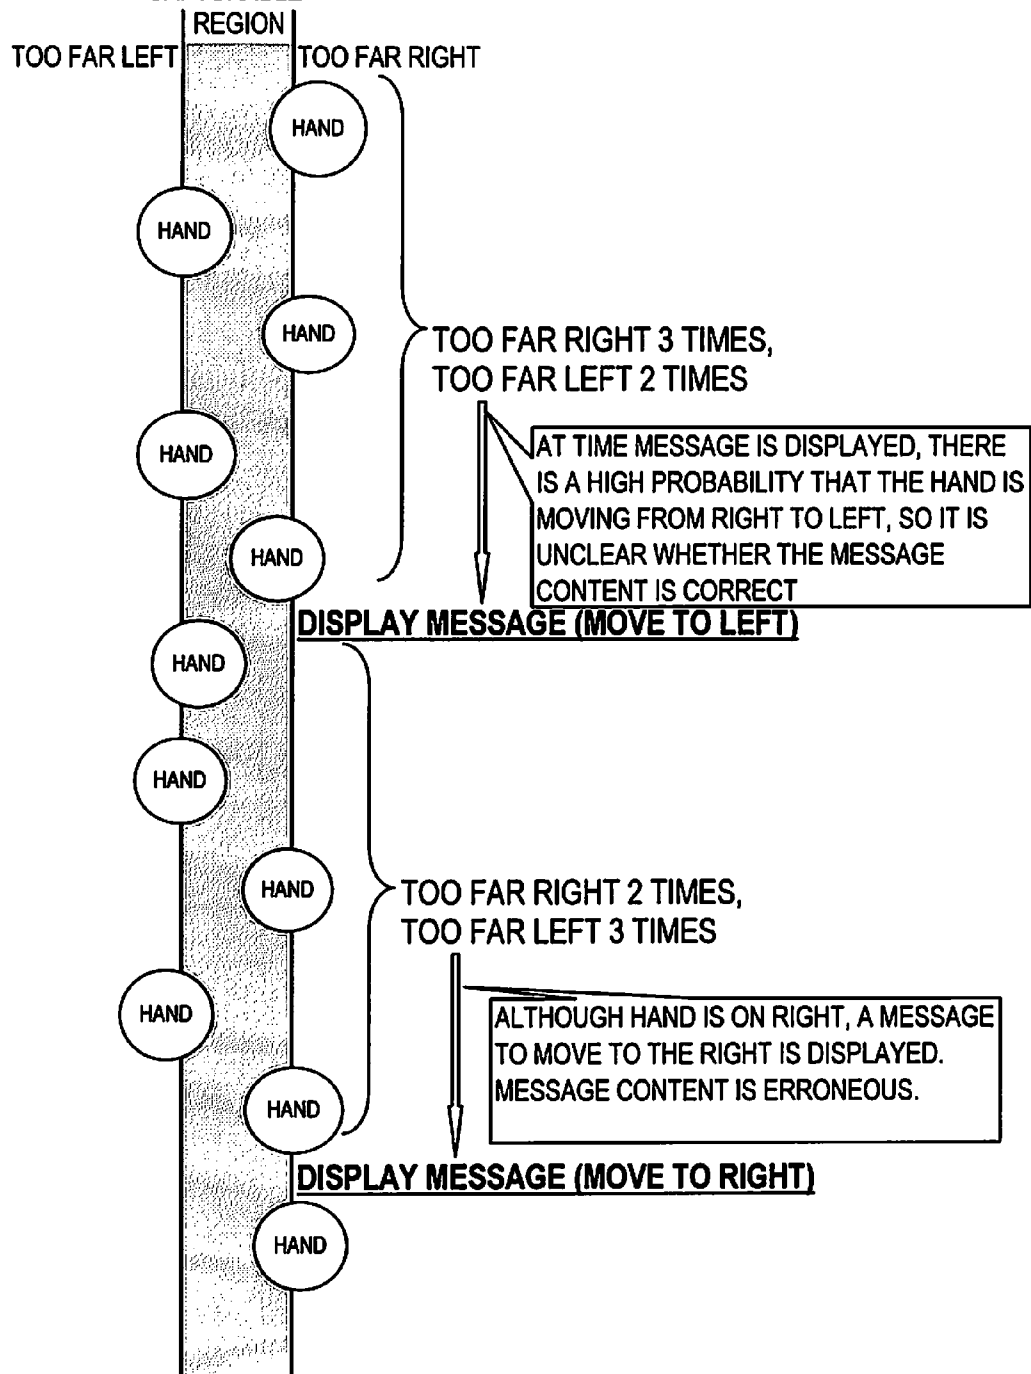 REGION
TOO FAR LEFT
TOO FAR RIGHT
HAND
HAND
HAND
TOO FAR RIGHT 3 TIMES,
TOO FAR LEFT 2 TIMES
HAND
AT TIME MESSAGE IS DISPLAYED, THERE
IS A HIGH PROBABILITY THAT THE HAND IS
MOVING FROM RIGHT TO LEFT, SO IT IS
UNCLEAR WHETHER THE MESSAGE
CONTENT IS CORRECT
HAND
DISPLAY MESSAGE (MOVE TO LEFT)
HAND
HAND
HAND
TOO FAR RIGHT 2 TIMES,
TOO FAR LEFT 3 TIMES
HAND
ALTHOUGH HAND IS ON RIGHT, A MESSAGE
TO MOVE TO THE RIGHT IS DISPLAYED.
MESSAGE CONTENT IS ERRONEOUS.
HAND
DISPLAY MESSAGE (MOVE TO RIGHT)
HAND